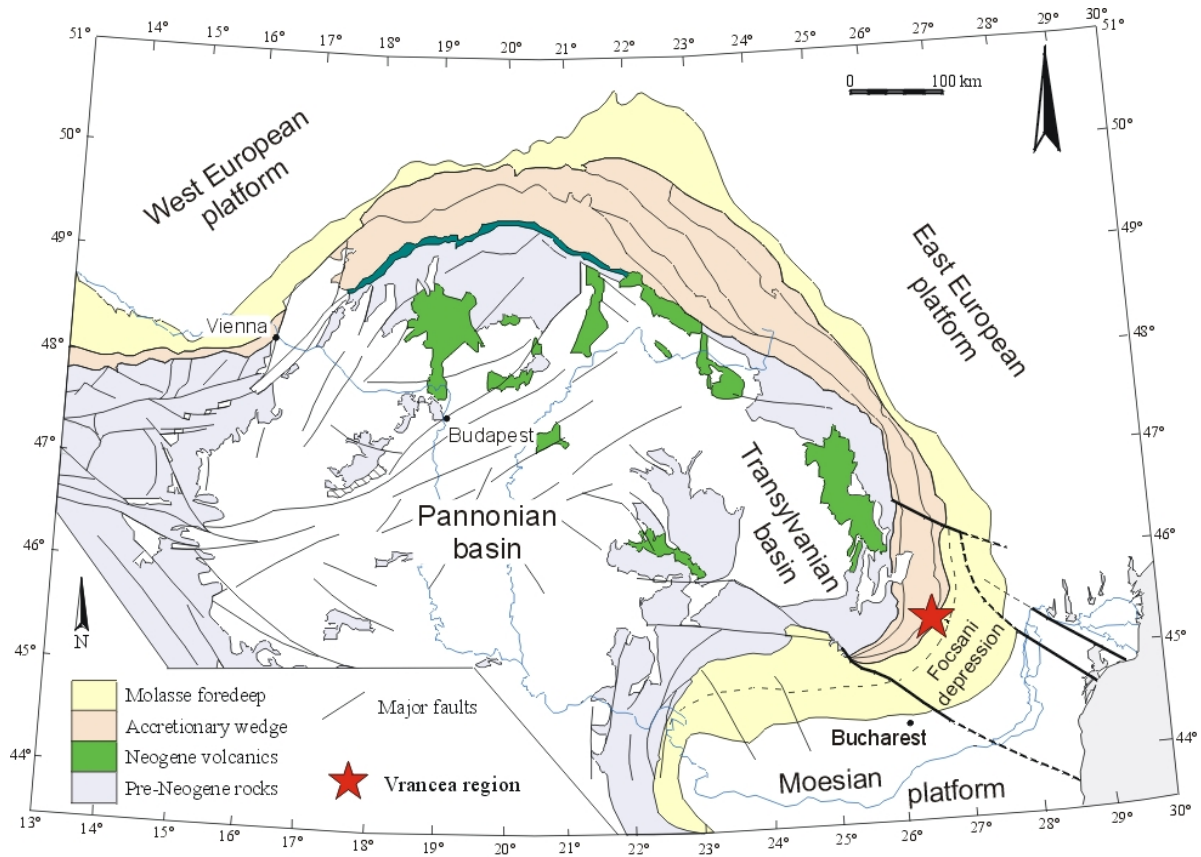 51°
14°
15°
16°
17°
18°
19°
20°
21°
22°
23°
24°
25°
26°
27°
28°
29°
30°
51°
0 100 km
50°
50°
West European
platform
49°
49°
East European
platform
Vienna
48°
48°
47°
Budapest
47°
Transylvanian
basin
Pannonian
basin
46°
46°
N
45°
45°
Focsani
depression
Molasse foredeep
Accretionary wedge
Neogene volcanics
Pre-Neogene rocks
Major faults
Vrancea region
44°
44°
Bucharest
Moesian platform
13°
14°
15°
16°
17°
18°
19°
20°
21°
22°
23°
24°
25°
26°
27°
28°
29°
30°